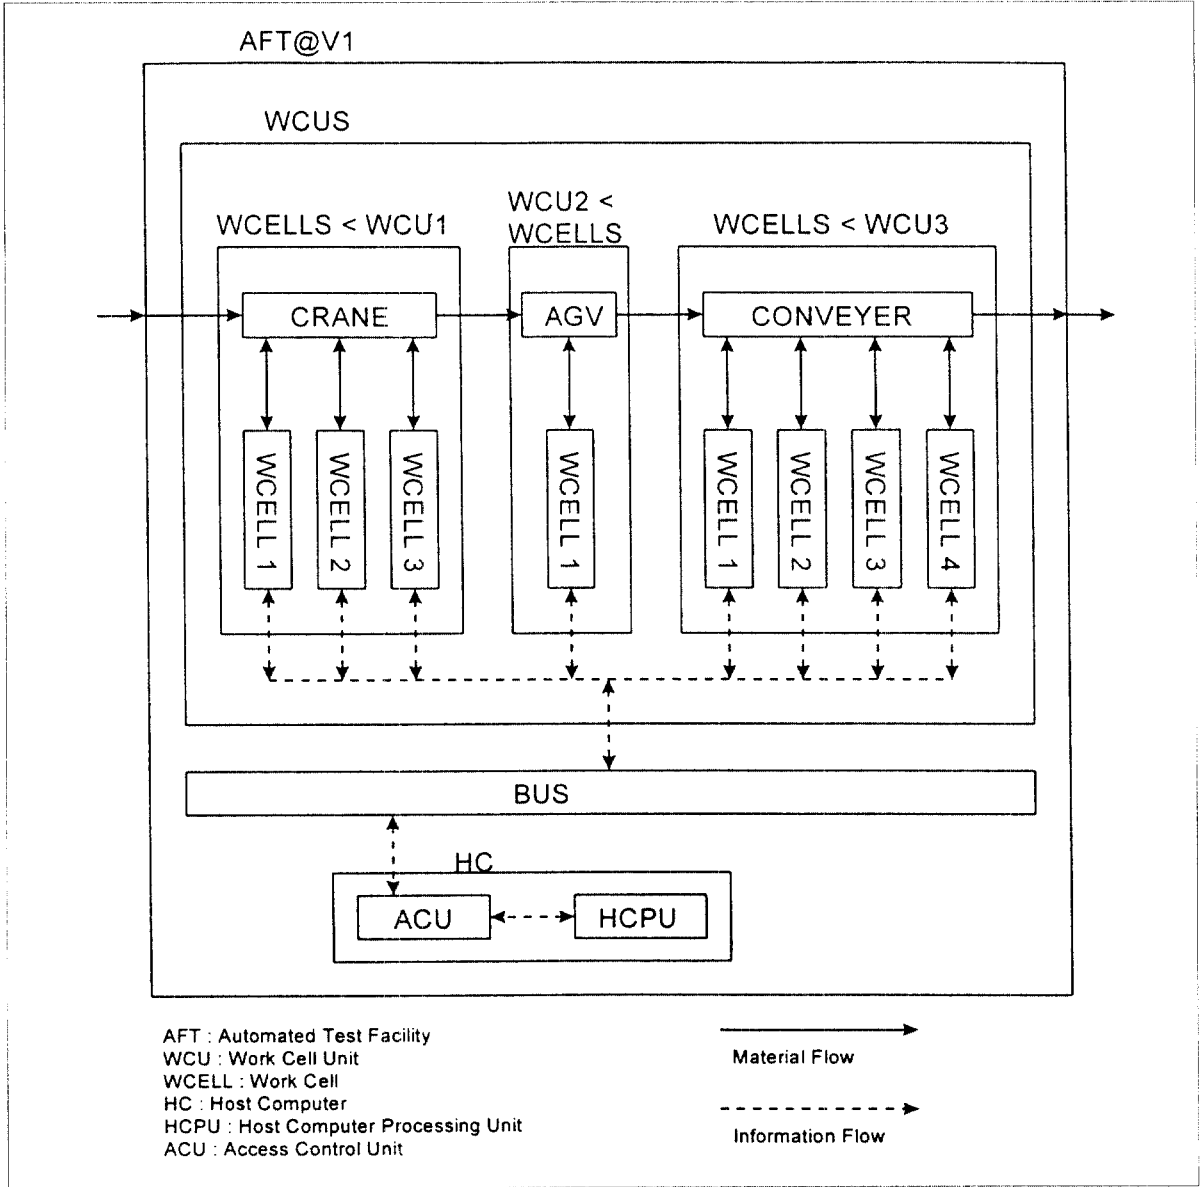 AFT@V1
WCUS
WCELLS < WCU1
WCU2 <
WCELLS
WCELLS < WCU3
CRANE
AGV
CONVEYER
WCELL 1
WCELL 2
WCELL 3
WCELL 1
WCELL 1
WCELL 2
WCELL 3
WCELL 4
BUS
HC
ACU
HCPU
AFT : Automated Test Facility
WCU : Work Cell Unit
WCELL : Work Cell
HC : Host Computer
HCPU : Host Computer Processing Unit
ACU : Access Control Unit
Material Flow
Information Flow